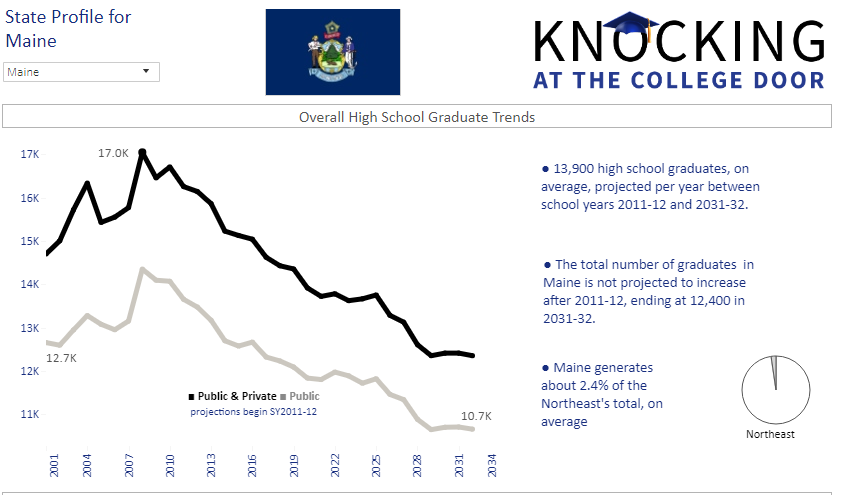 State Profile for
Maine
Maine
KNOCKING
AT THE COLLEGE DOOR
Overall High School Graduate Trends
17K
16K
15K
14K
13K
12K
11K
17.0K
12.7K
10.7K
■ Public & Private ■ Public
projections begin SY2011-12
2001
2004
2007
2010
2013
2016
2019
2022
2025
2028
2031
2034
● 13,900 high school graduates, on
average, projected per year between
school years 2011-12 and 2031-32.
● The total number of graduates in
Maine is not projected to increase
after 2011-12, ending at 12,400 in
2031-32.
● Maine generates
about 2.4% of the
Northeast's total, on
average
Northeast